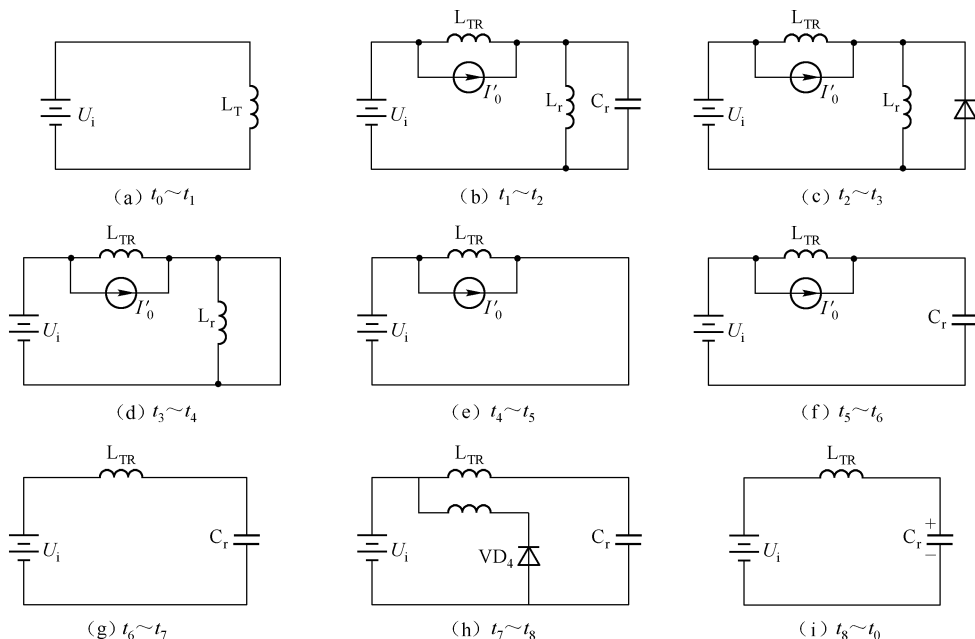 U_i L_T
(a) t_0~t_1
L_TR
I'_0
U_i L_r C_r
(b) t_1~t_2
L_TR
I'_0
U_i L_r
(c) t_2~t_3
L_TR
I'_0
U_i L_r
(d) t_3~t_4
L_TR
I'_0
U_i
(e) t_4~t_5
L_TR
I'_0
U_i C_r
(f) t_5~t_6
L_TR
U_i C_r
(g) t_6~t_7
L_TR
U_i VD_4 C_r
(h) t_7~t_8
L_TR
+
U_i C_r
−
(i) t_8~t_0